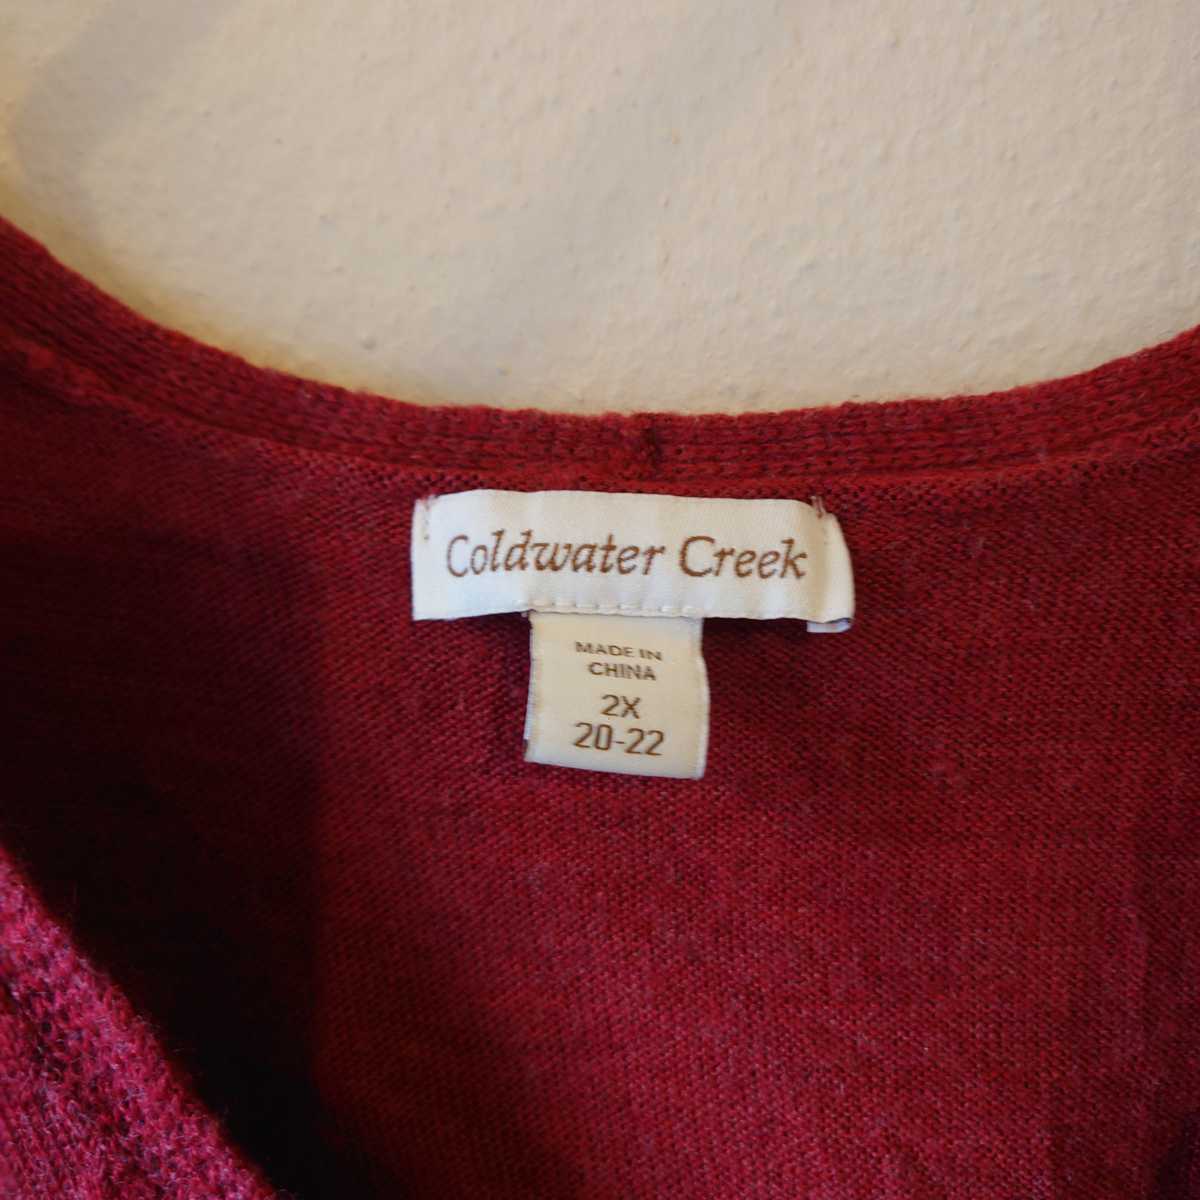 Coldwater Creek
MADE IN
CHINA
2X
20-22